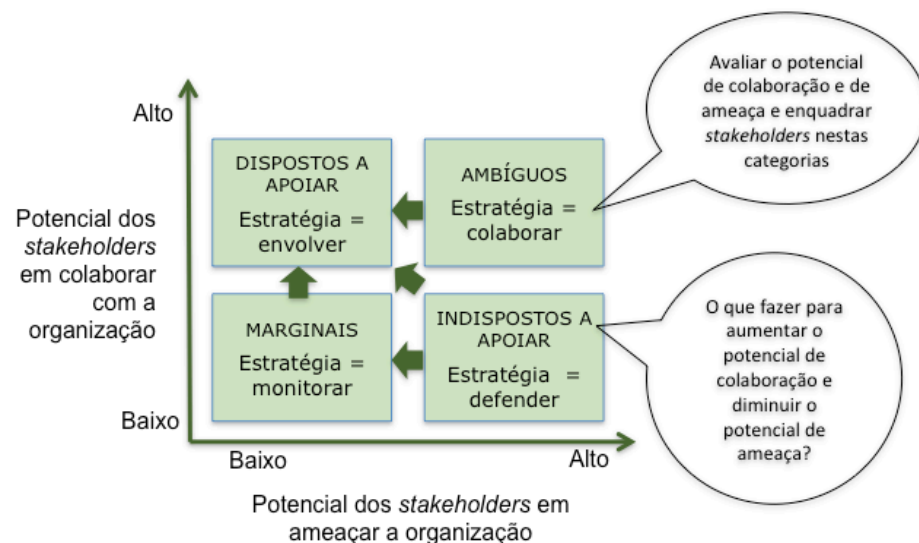 Alto
Potencial dos
stakeholders
em colaborar
com a
organização
Baixo
DISPOSTOS A
APOIAR
Estratégia =
envolver
AMBÍGUOS
Estratégia =
colaborar
MARGINAIS
Estratégia =
monitorar
INDISPOSTOS A
APOIAR
Estratégia =
defender
Avaliar o potencial
de colaboração e de
ameaça e enquadrar
stakeholders nestas
categorias
O que fazer para
aumentar o
potencial de
colaboração e
diminuir o
potencial de
ameaça?
Baixo
Alto
Potencial dos stakeholders em
ameaçar a organização